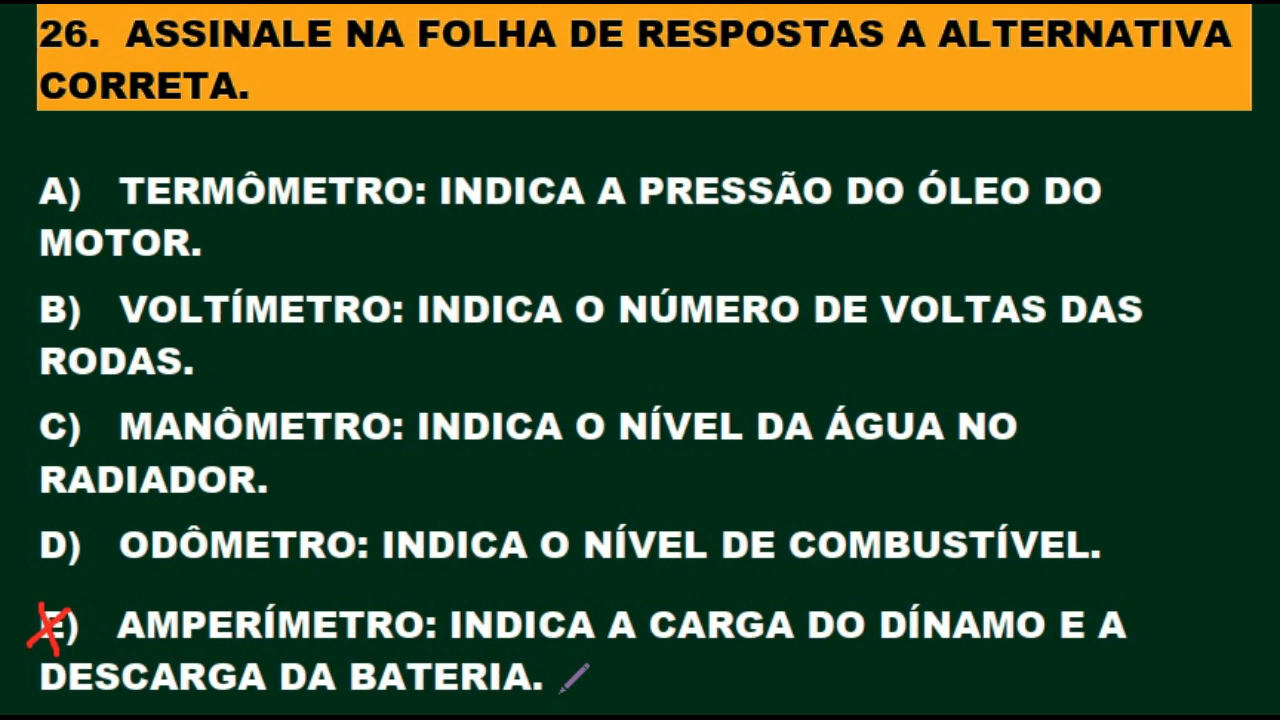 26. ASSINALE NA FOLHA DE RESPOSTAS A ALTERNATIVA
CORRETA.
A) TERMÔMETRO: INDICA A PRESSÃO DO ÓLEO DO
MOTOR.
B) VOLTÍMETRO: INDICA O NÚMERO DE VOLTAS DAS
RODAS.
C) MANÔMETRO: INDICA O NÍVEL DA ÁGUA NO
RADIADOR.
D) ODÔMETRO: INDICA O NÍVEL DE COMBUSTÍVEL.
E) AMPERÍMETRO: INDICA A CARGA DO DÍNAMO E A
DESCARGA DA BATERIA.